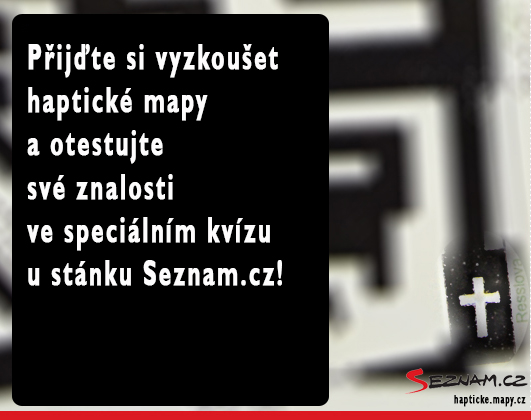 Přijďte si vyzkoušet
haptické mapy
a otestujte
své znalosti
ve speciálním kvízu
u stánku Seznam.cz!
SEZNAM.CZ
hapticke.mapy.cz